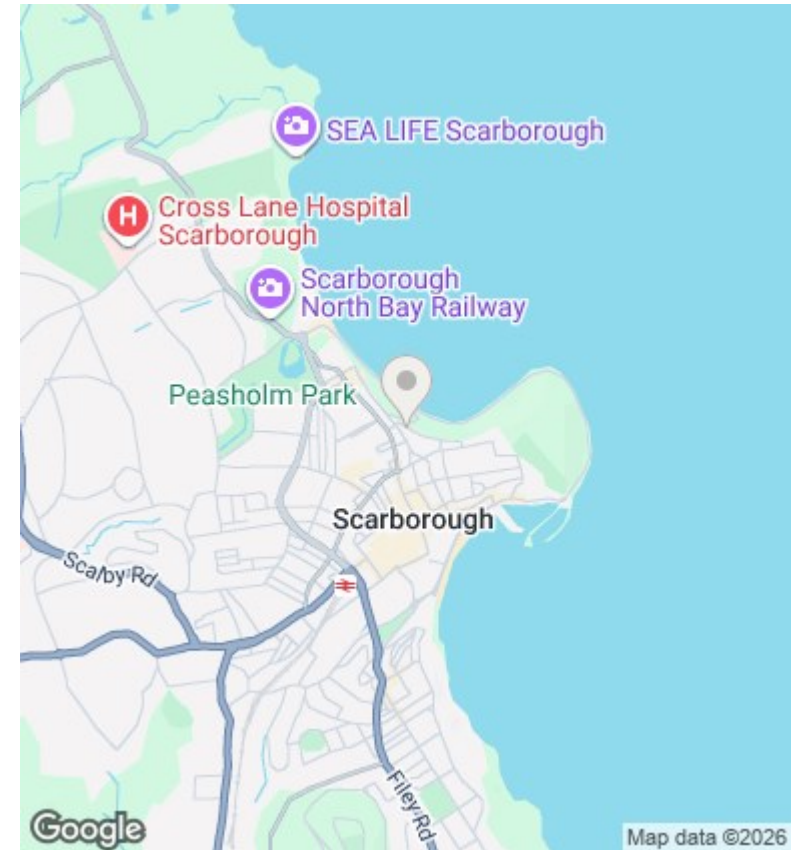 SEA LIFE Scarborough
H
Cross Lane Hospital
Scarborough
Scarborough
North Bay Railway
Peasholm Park
Scarborough
Scalby Rd
Filey Rd
Google
Map data ©2026